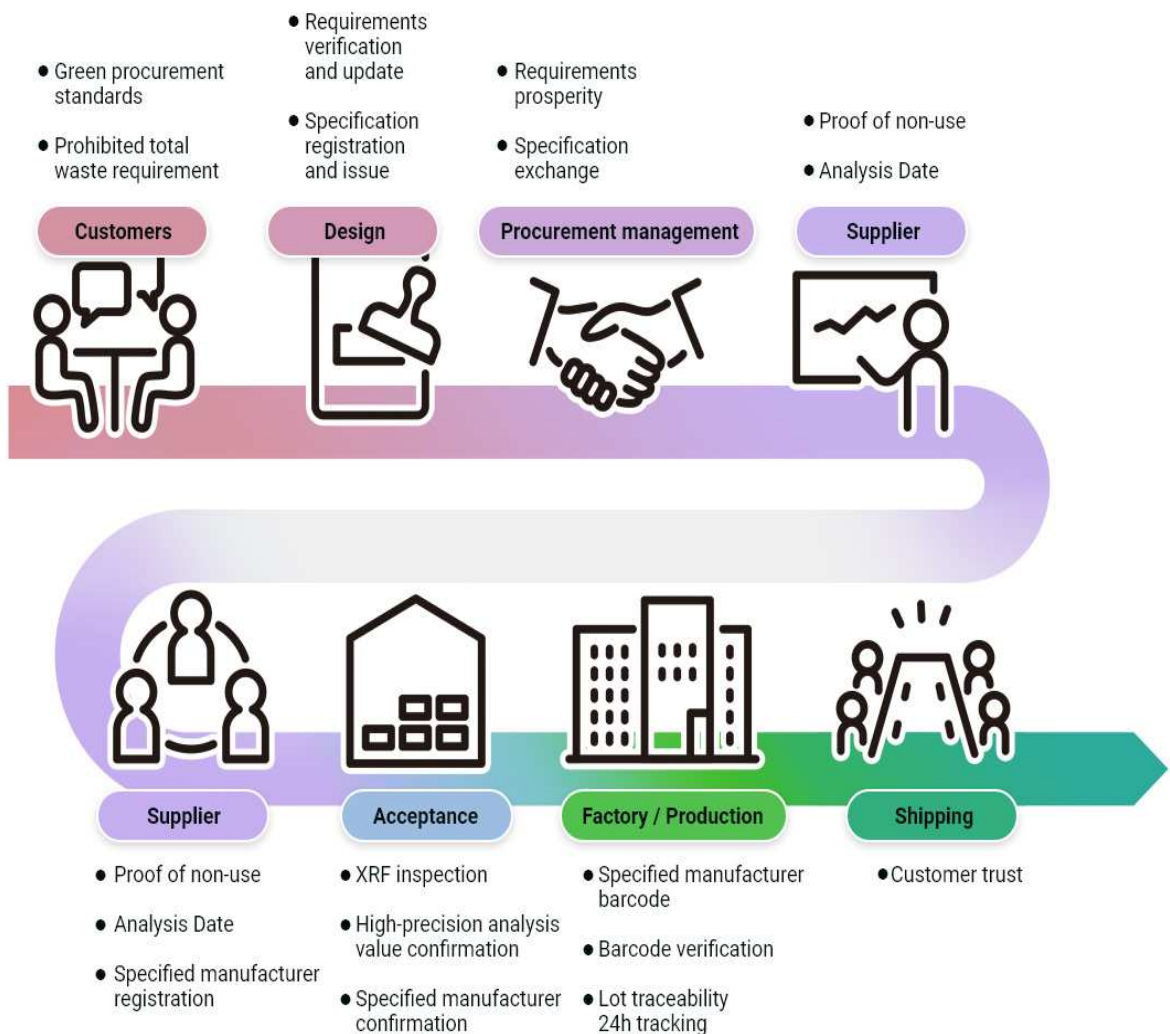 Green procurement
standards
Prohibited total
waste requirement
Customers
Requirements
verification
and update
Specification
registration
and issue
Design
Requirements
prosperity
Specification
exchange
Procurement management
Proof of non-use
Analysis Date
Supplier
Supplier
Proof of non-use
Analysis Date
Specified manufacturer
registration
Acceptance
XRF inspection
High-precision analysis
value confirmation
Specified manufacturer
confirmation
Factory / Production
Specified manufacturer
barcode
Barcode verification
Lot traceability
24h tracking
Shipping
Customer trust